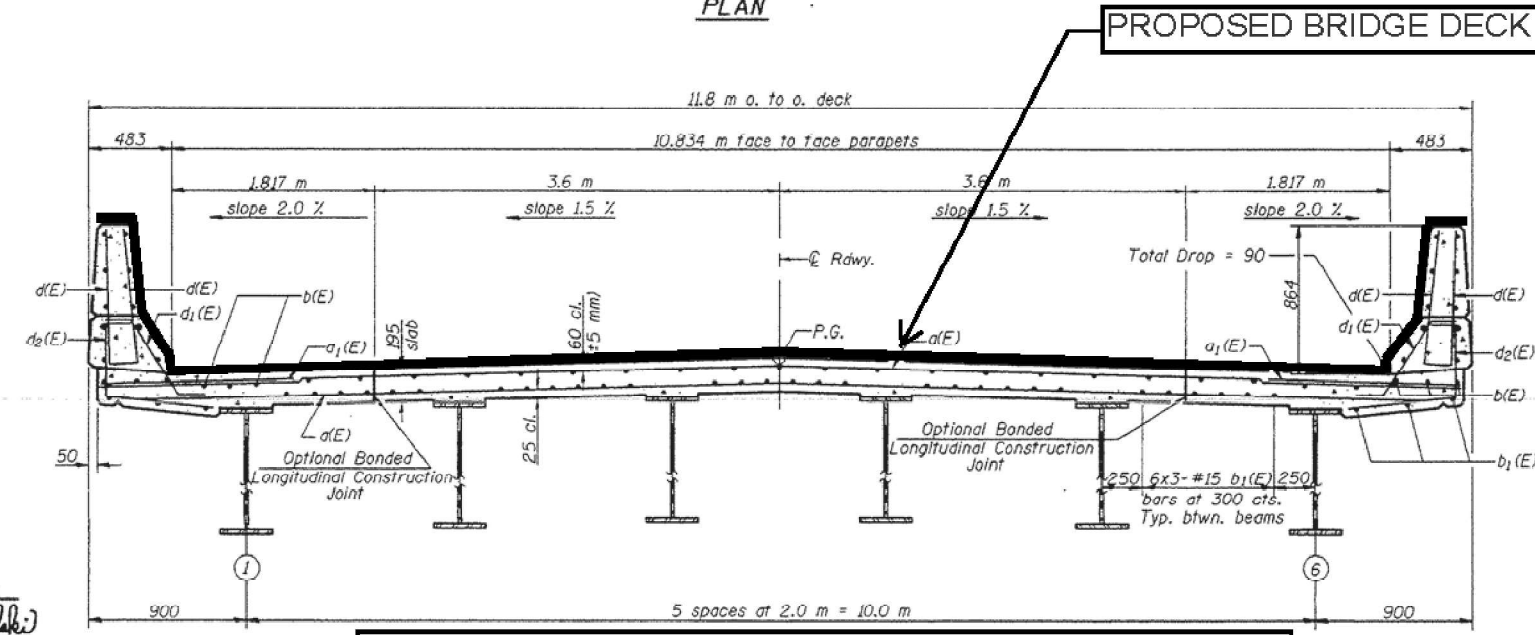 PLAN
PROPOSED BRIDGE DECK
11.8 m o. to o. deck
483
10.834 m face to face parapets
483
1.817 m
3.6 m
3.6 m
1.817 m
slope 2.0 %
slope 1.5 %
slope 1.5 %
slope 2.0 %
℄ Rdwy.
Total Drop = 90
864
d(E)
d(E)
b(E)
d1(E)
d(E)
d(E)
d1(E)
195
slab
60 cl.
±5 mm)
P.G.
a(E)
d2(E)
a1(E)
a1(E)
d2(E)
b(E)
a(E)
25 cl.
Optional Bonded
Longitudinal Construction
Joint
Optional Bonded
Longitudinal Construction
Joint
50
b1(E)
250 6x3-#15 b1(E) 250
bars at 300 cts.
Typ. btwn. beams
1
6
900
5 spaces at 2.0 m = 10.0 m
900